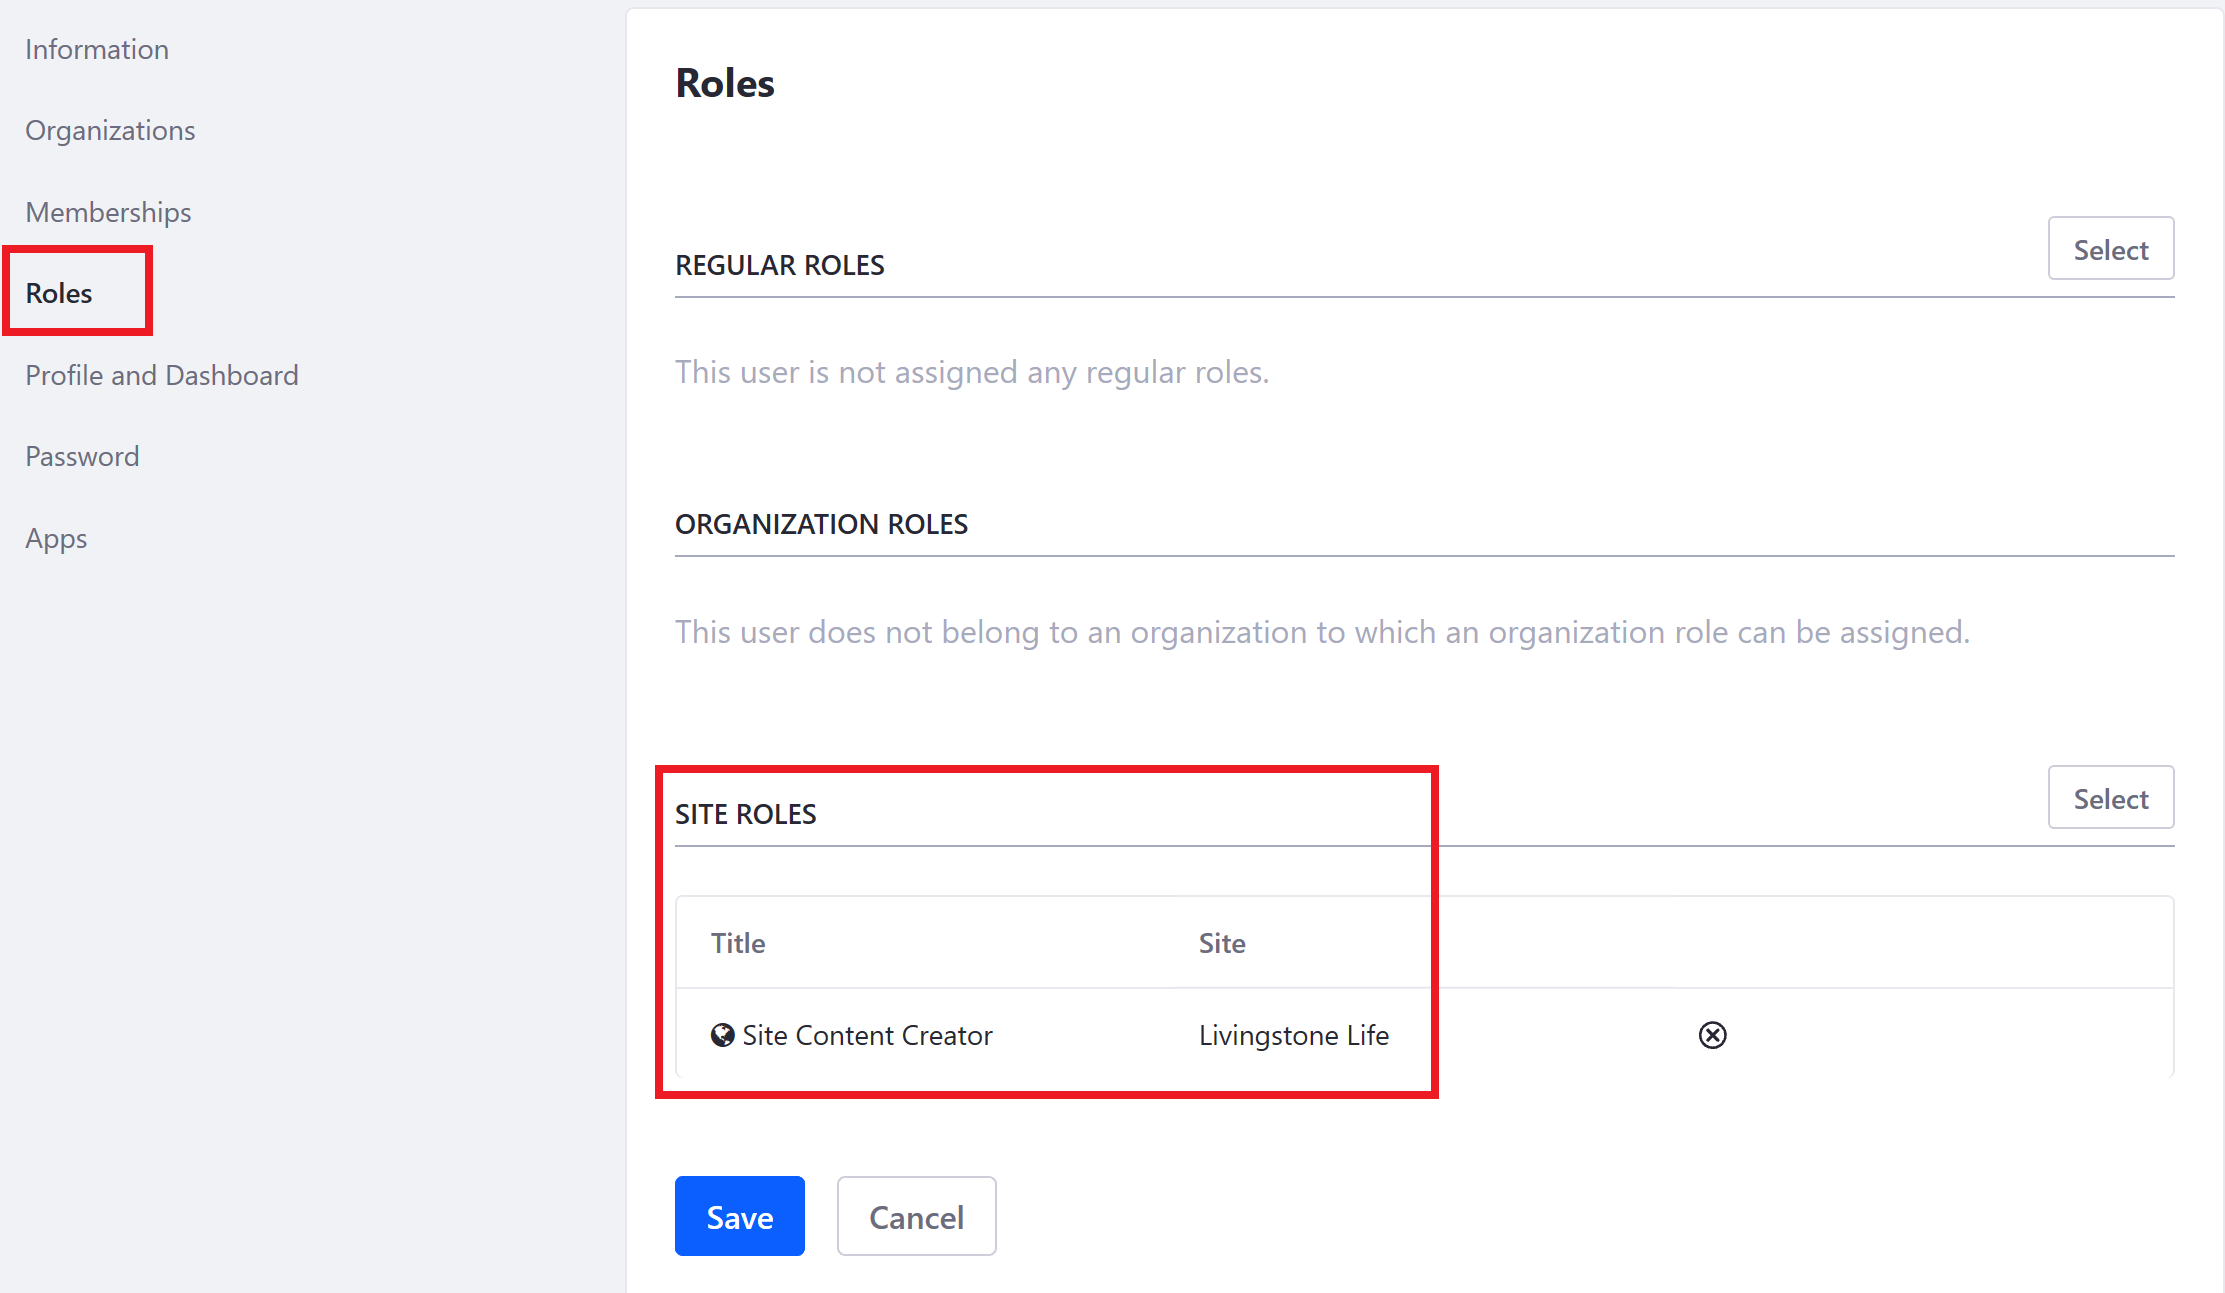 Information
Organizations
Memberships
Roles
Profile and Dashboard
Password
Apps
Roles
REGULAR ROLES
Select
This user is not assigned any regular roles.
ORGANIZATION ROLES
This user does not belong to an organization to which an organization role can be assigned.
SITE ROLES
Select
Title Site
Site Content Creator Livingstone Life
Save Cancel